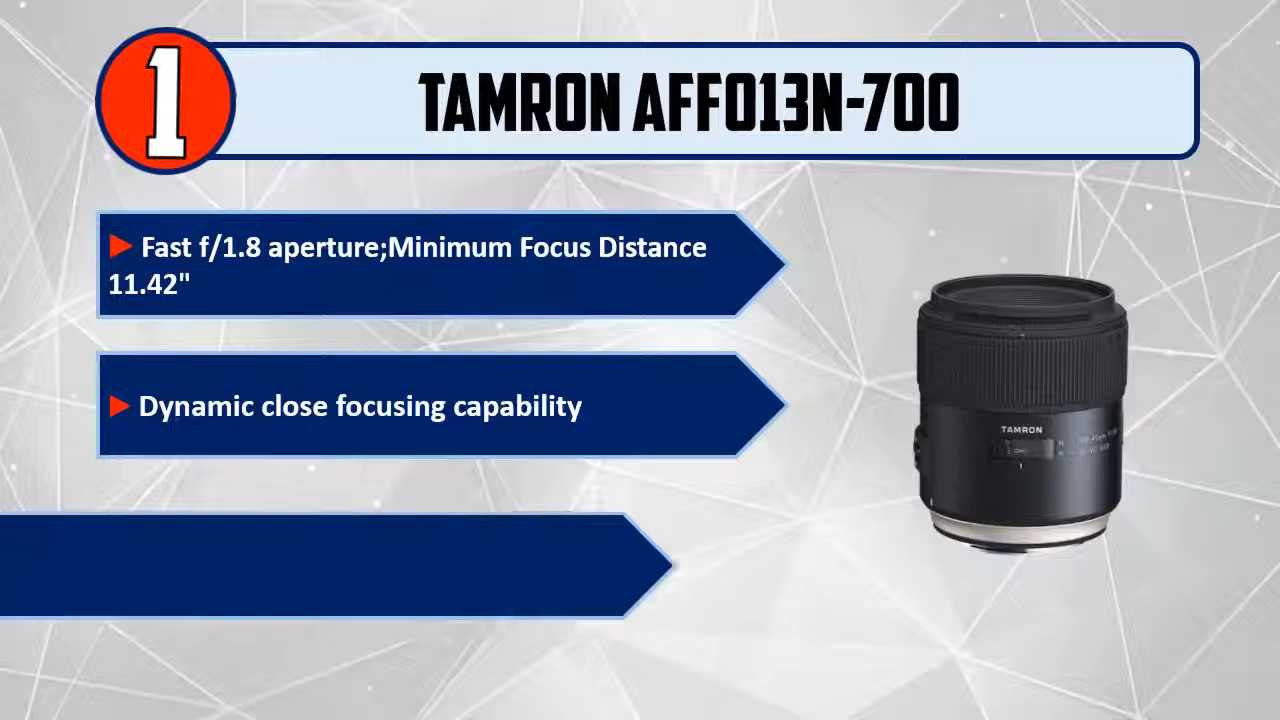 1
TAMRON AFF013N-700
► Fast f/1.8 aperture;Minimum Focus Distance
11.42"
► Dynamic close focusing capability
TAMRON